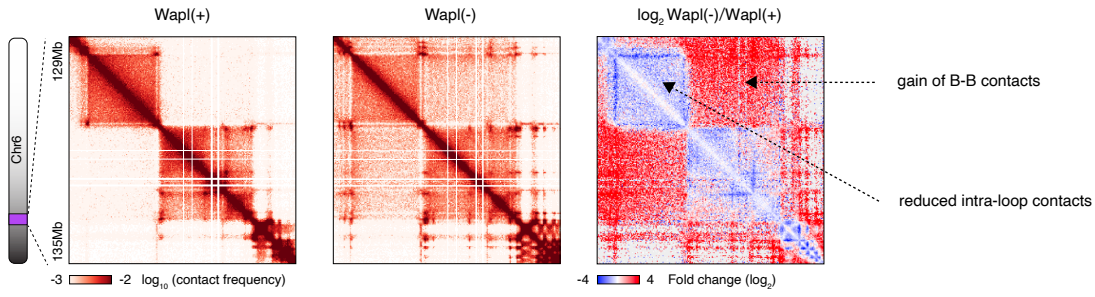 Wapl(+)
Wapl(-)
log₂ Wapl(-)/Wapl(+)
Chr6
129Mb
135Mb
gain of B-B contacts
reduced intra-loop contacts
-3
-2
log₁₀ (contact frequency)
-4
4
Fold change (log₂)